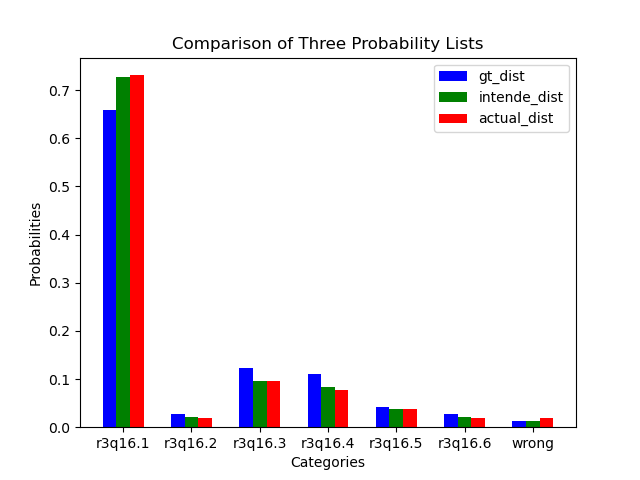 Comparison of Three Probability Lists
gt_dist
intende_dist
actual_dist
0.7
0.6
0.5
0.4
0.3
0.2
0.1
0.0
Probabilities
r3q16.1 r3q16.2 r3q16.3 r3q16.4 r3q16.5 r3q16.6 wrong
Categories